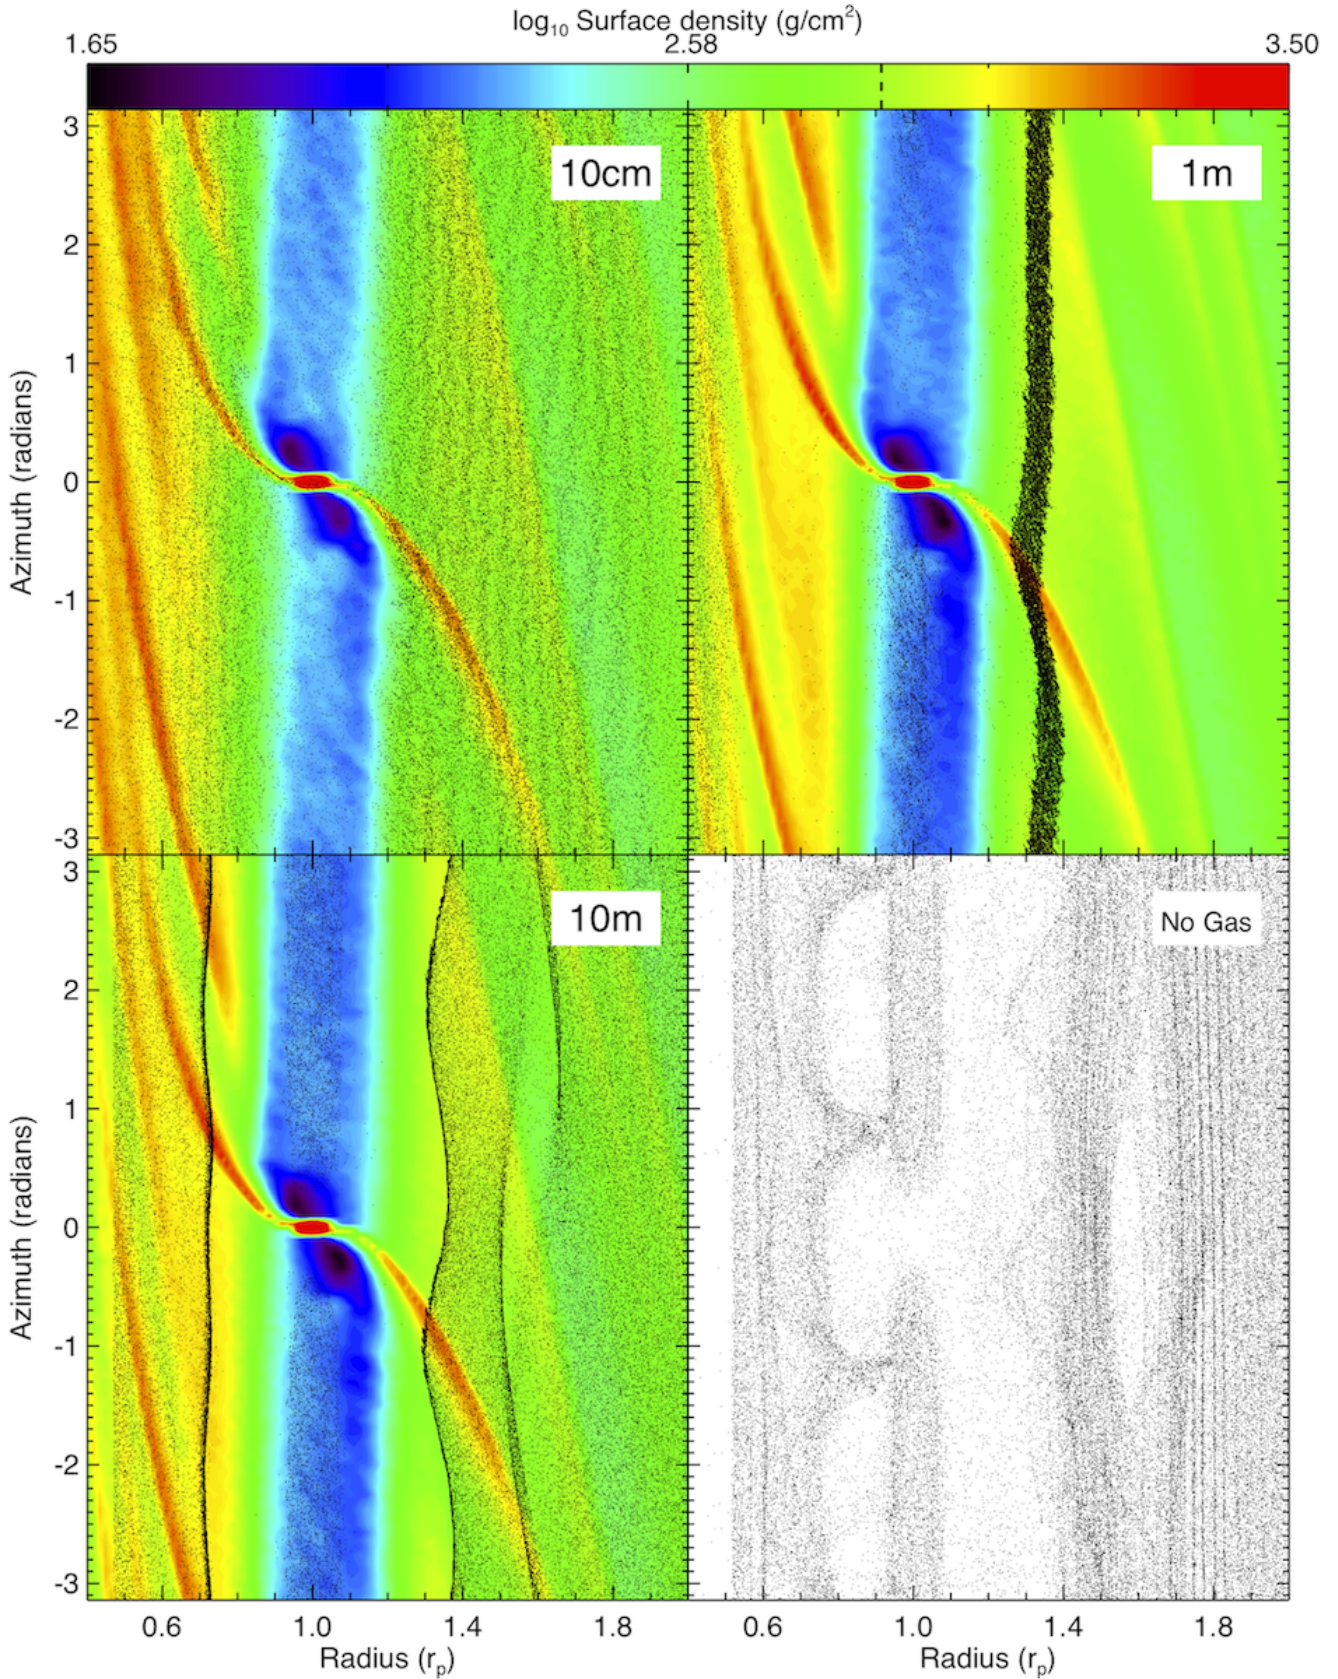 log₁₀ Surface density (g/cm²)
1.65 2.58 3.50
10cm
1m
3
2
1
0
-1
-2
-3
Azimuth (radians)
10m
No Gas
3
2
1
0
-1
-2
-3
Azimuth (radians)
0.6 1.0 1.4 1.8 0.6 1.0 1.4 1.8
Radius (rₚ) Radius (rₚ)